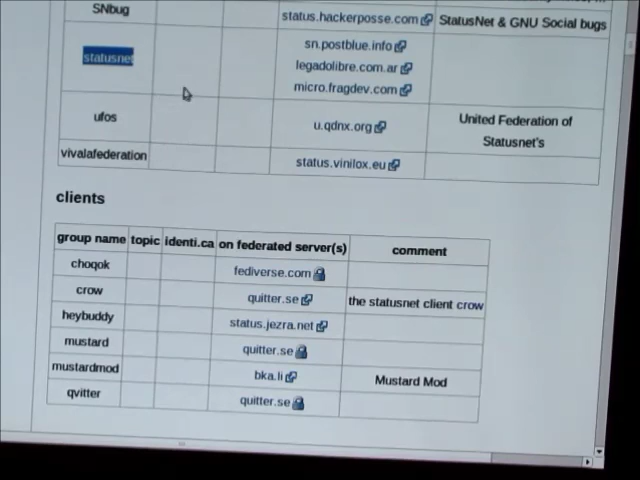 SNbug status.hackerposse.com StatusNet & GNU Social bugs
sn.postblue.info
statusnet legadolibre.com.ar
micro.fragdev.com
ufos u.qdnx.org United Federation of
Statusnet's
vivalafederation status.vinilox.eu
clients
group name topic identi.ca on federated server(s) comment
choqok fediverse.com
crow quitter.se the statusnet client crow
heybuddy status.jezra.net
mustard quitter.se
mustardmod bka.li Mustard Mod
qvitter quitter.se